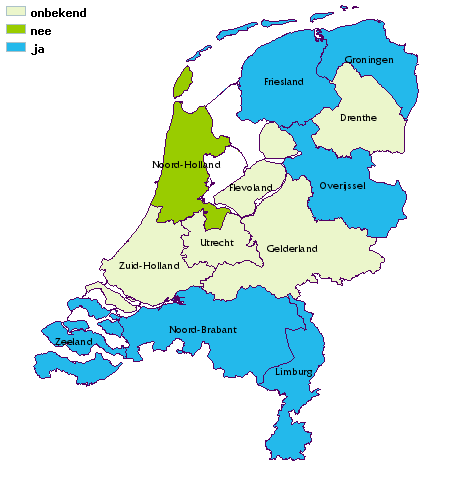 onbekend
nee
ja
Groningen
Friesland
Drenthe
Noord-Holland
Flevoland
Overijssel
Utrecht
Gelderland
Zuid-Holland
Noord-Brabant
Zeeland
Limburg